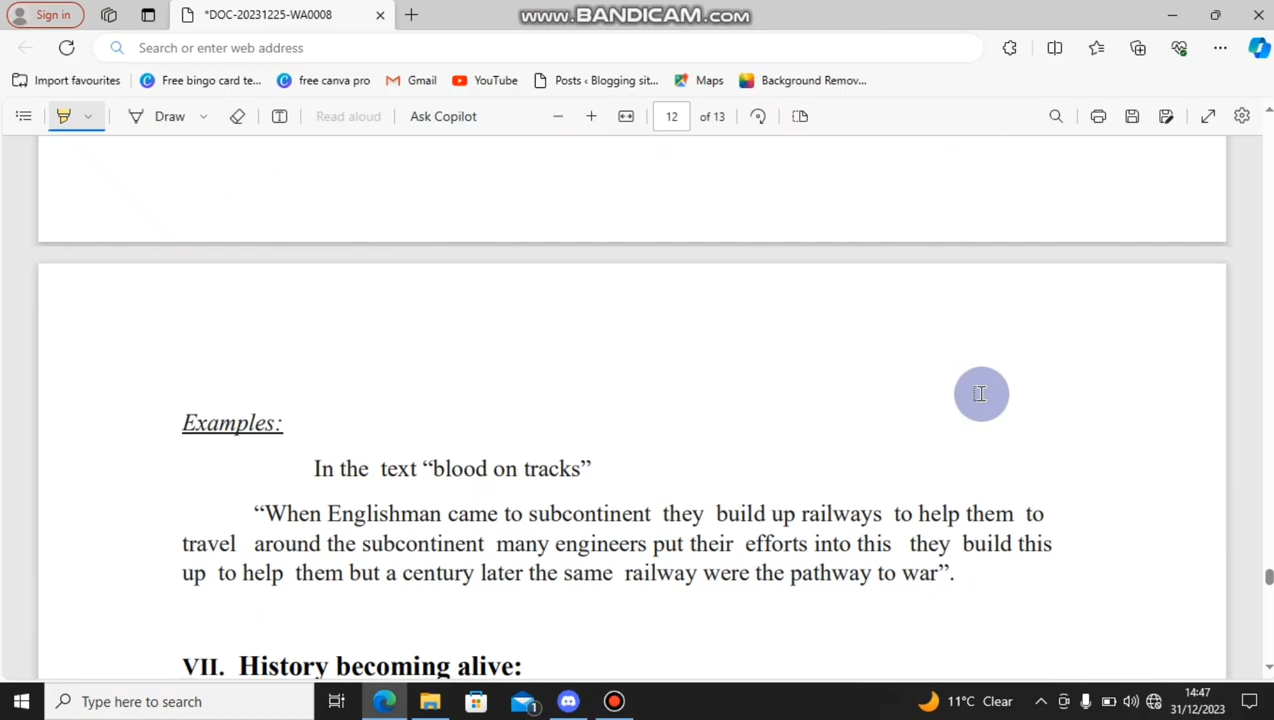 www.BANDICAM.com
Sign in
*DOC-20231225-WA0008
Search or enter web address
Import favourites
Free bingo card te...
free canva pro
Gmail
YouTube
Posts ‹ Blogging sit...
Maps
Background Remov...
Draw
Read aloud
Ask Copilot
12 of 13
Examples:
In the text “blood on tracks”
“When Englishman came to subcontinent they build up railways to help them to
travel around the subcontinent many engineers put their efforts into this they build this
up to help them but a century later the same railway were the pathway to war”.
VII. History becoming alive:
Type here to search
1
11°C Clear
14:47
31/12/2023